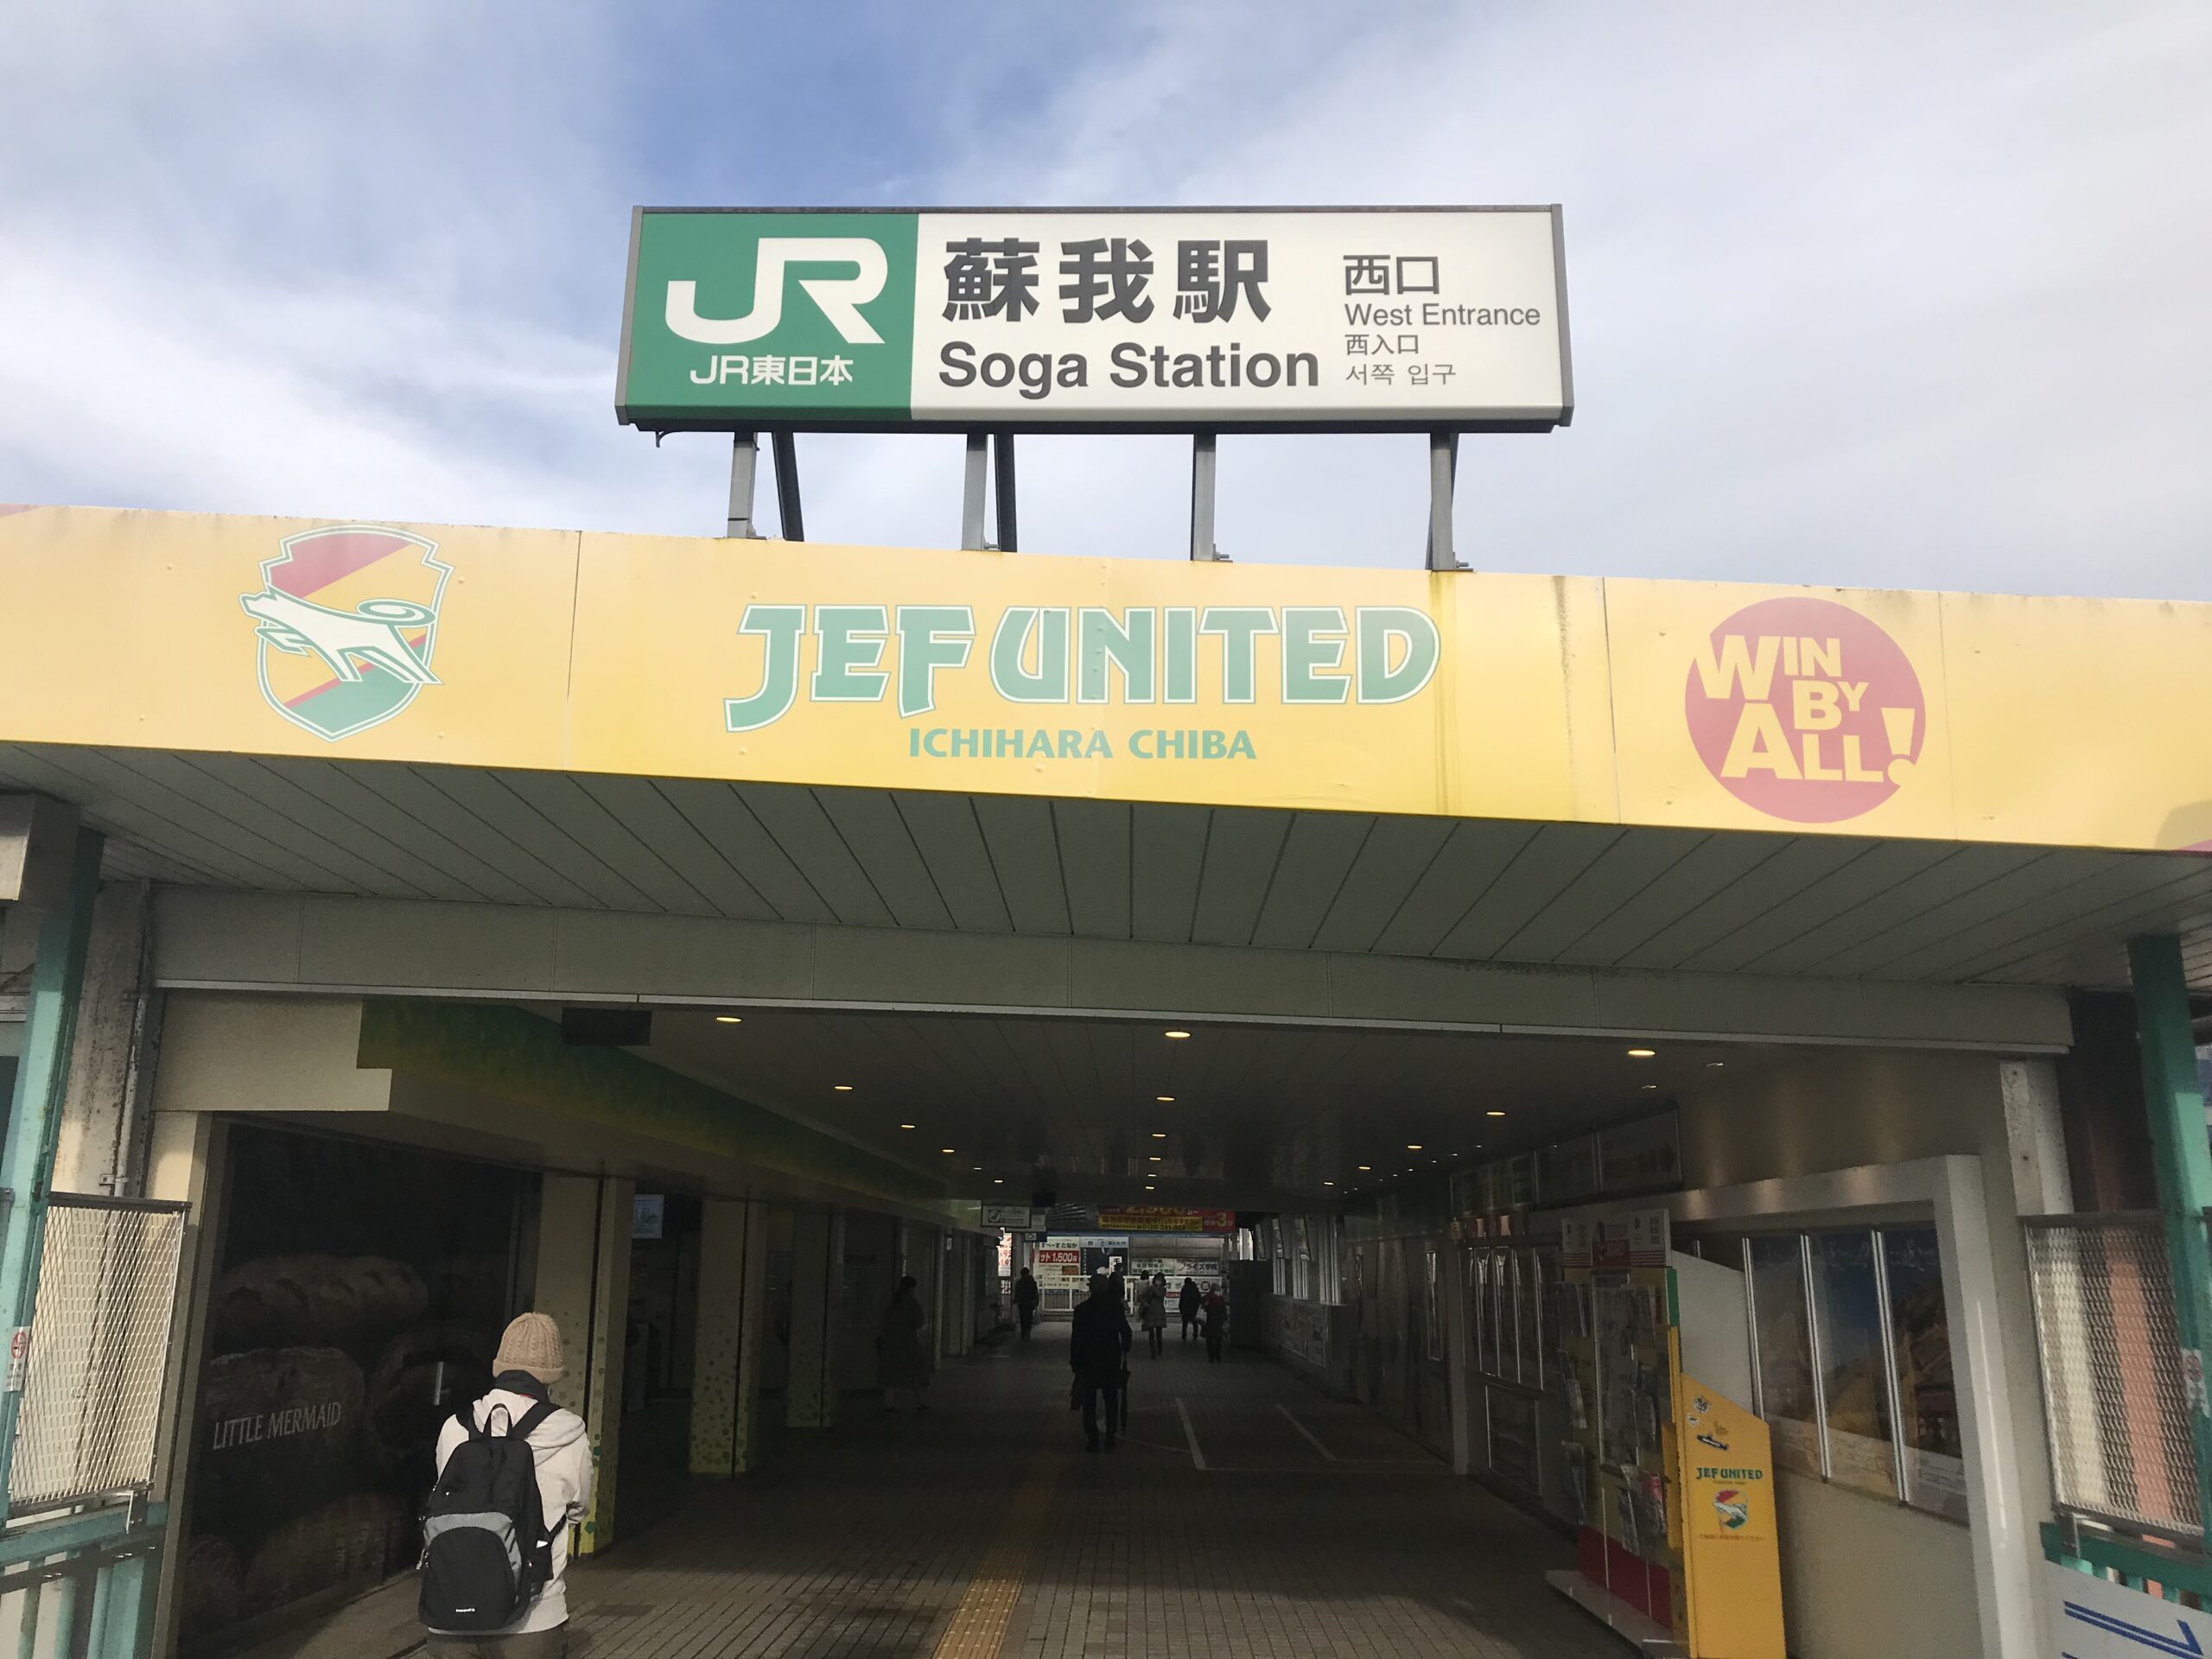 JR
JR東日本
蘇我駅
Soga Station
西口
West Entrance
西入口
서쪽 입구
JEF UNITED
ICHIHARA CHIBA
WIN
BY
ALL!
LITTLE MERMAID
JEF UNITED